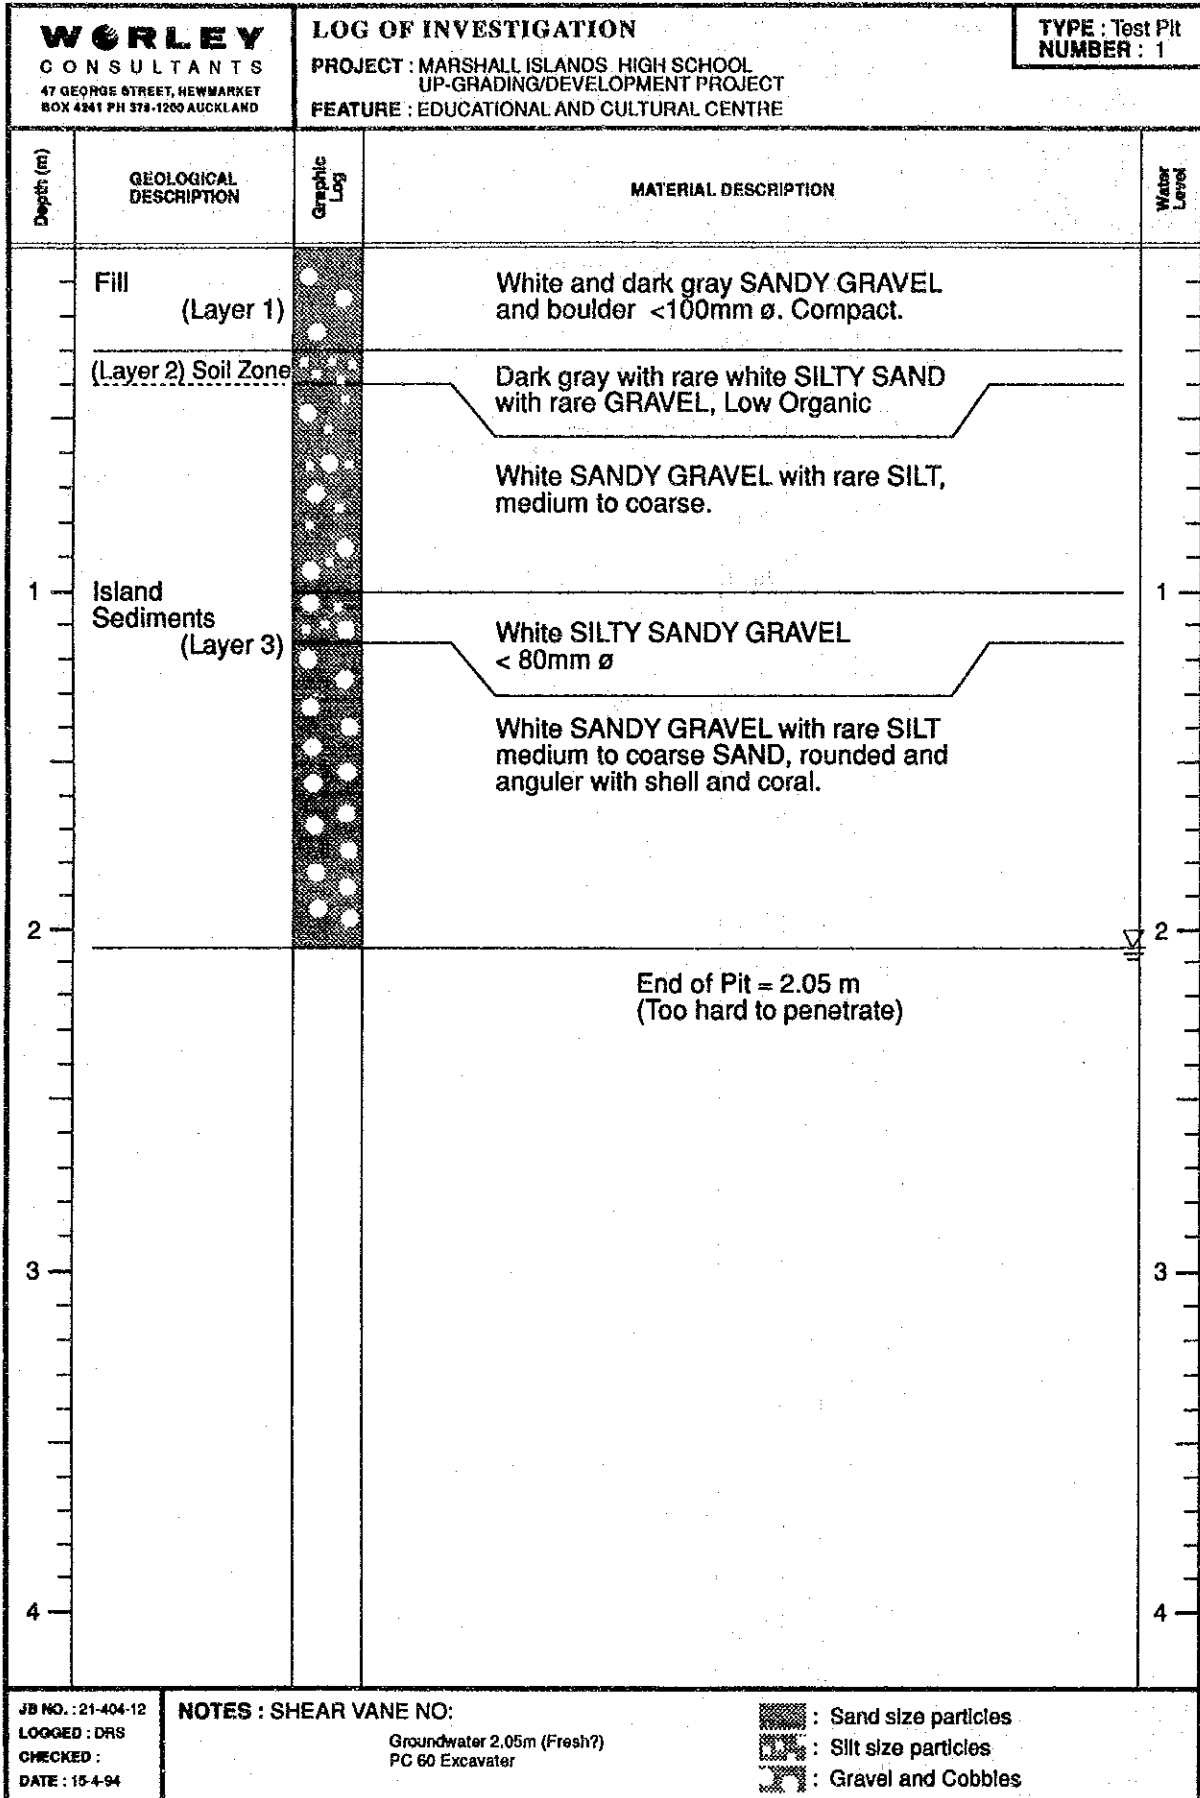 WORLEY
CONSULTANTS
47 GEORGE STREET, NEWMARKET
BOX 4241 PH 378-1200 AUCKLAND
LOG OF INVESTIGATION
PROJECT : MARSHALL ISLANDS HIGH SCHOOL
UP-GRADING/DEVELOPMENT PROJECT
FEATURE : EDUCATIONAL AND CULTURAL CENTRE
TYPE : Test Pit
NUMBER : 1
Depth (m)
GEOLOGICAL
DESCRIPTION
Graphic
Log
MATERIAL DESCRIPTION
Water
Level
Fill
(Layer 1)
White and dark gray SANDY GRAVEL
and boulder <100mm ø. Compact.
(Layer 2) Soil Zone
Dark gray with rare white SILTY SAND
with rare GRAVEL, Low Organic
White SANDY GRAVEL with rare SILT,
medium to coarse.
1
Island
Sediments
(Layer 3)
1
White SILTY SANDY GRAVEL
< 80mm ø
White SANDY GRAVEL with rare SILT
medium to coarse SAND, rounded and
anguler with shell and coral.
2
2
End of Pit = 2.05 m
(Too hard to penetrate)
3
3
4
4
JB NO. : 21-404-12
LOGGED : DRS
CHECKED :
DATE : 15-4-94
NOTES : SHEAR VANE NO:
Groundwater 2,05m (Fresh?)
PC 60 Excavater
: Sand size particles
: Silt size particles
: Gravel and Cobbles